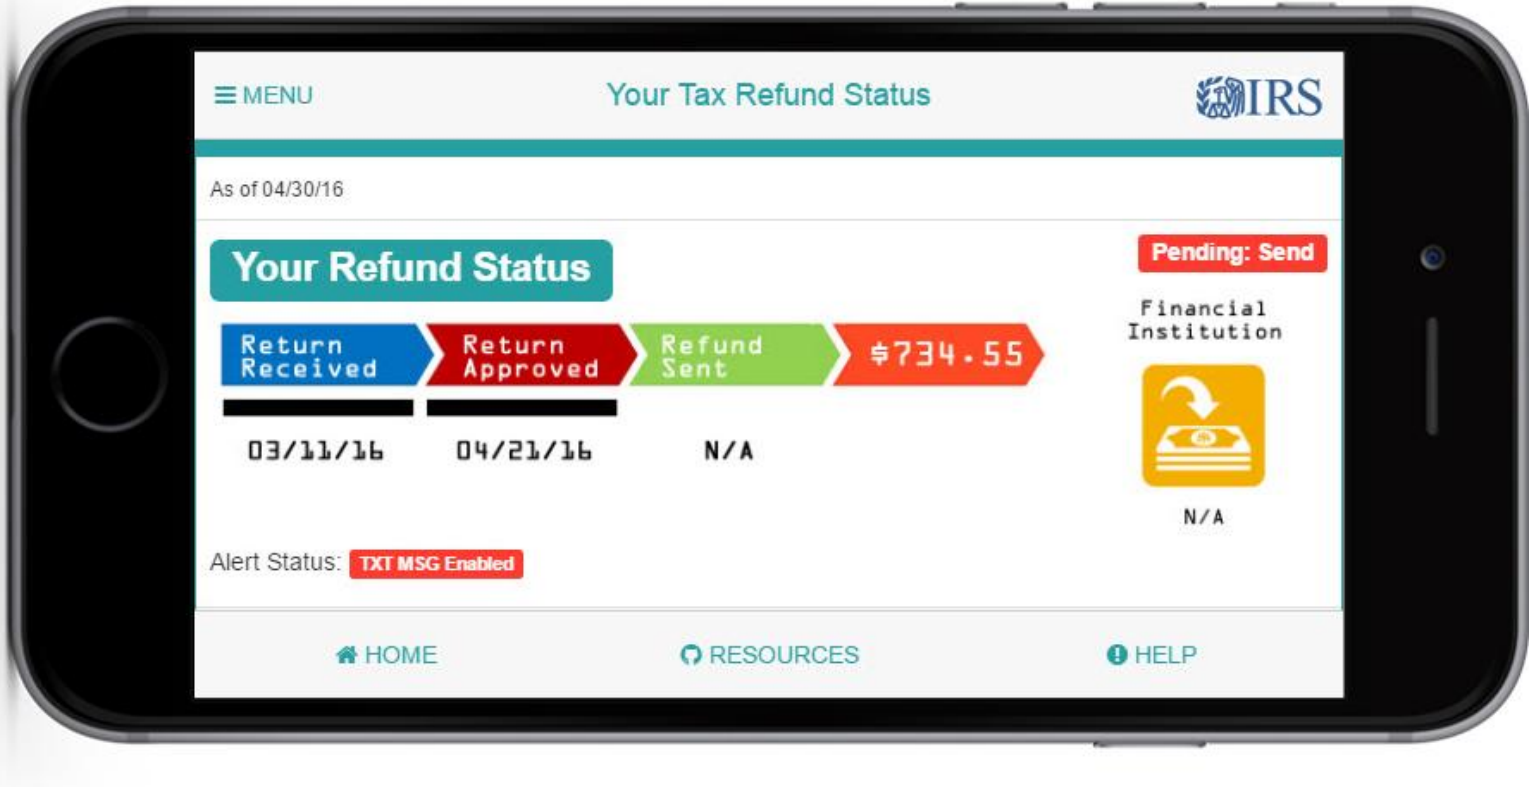 MENU
Your Tax Refund Status
IRS
As of 04/30/16
Your Refund Status
Pending: Send
Financial
Institution
Return
Received
Return
Approved
Refund
Sent
$734.55
03/11/16
04/21/16
N/A
N/A
Alert Status: TXT MSG Enabled
HOME
RESOURCES
HELP